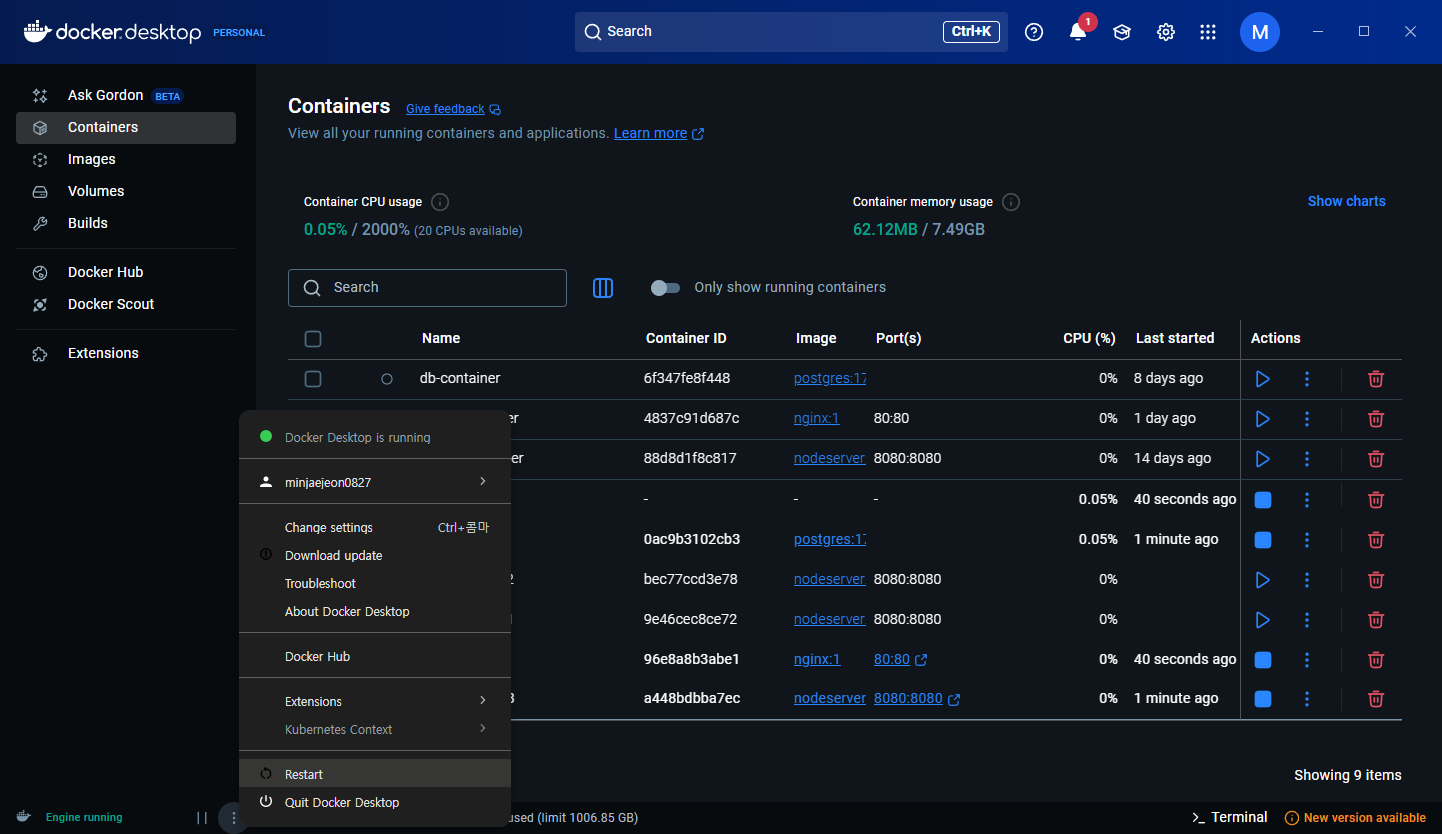 docker desktop PERSONAL
Search Ctrl+K
1
M
Ask Gordon BETA
Containers
Images
Volumes
Builds
Docker Hub
Docker Scout
Extensions
Containers Give feedback
View all your running containers and applications. Learn more
Container CPU usage
0.05% / 2000% (20 CPUs available)
Container memory usage
62.12MB / 7.49GB
Show charts
Search
Only show running containers
Name Container ID Image Port(s) CPU (%) Last started Actions
db-container 6f347fe8f448 postgres:17 0% 8 days ago
er 4837c91d687c nginx:1 80:80 0% 1 day ago
er 88d8d1f8c817 nodeserver 8080:8080 0% 14 days ago
- - - 0.05% 40 seconds ago
0ac9b3102cb3 postgres:17 0.05% 1 minute ago
2 bec77ccd3e78 nodeserver 8080:8080 0%
1 9e46cec8ce72 nodeserver 8080:8080 0%
96e8a8b3abe1 nginx:1 80:80 0% 40 seconds ago
3 a448bdbba7ec nodeserver 8080:8080 0% 1 minute ago
Showing 9 items
Docker Desktop is running
minjaejeon0827
Change settings Ctrl+콤마
Download update
Troubleshoot
About Docker Desktop
Docker Hub
Extensions
Kubernetes Context
Restart
Quit Docker Desktop
Engine running
used (limit 1006.85 GB)
Terminal
New version available